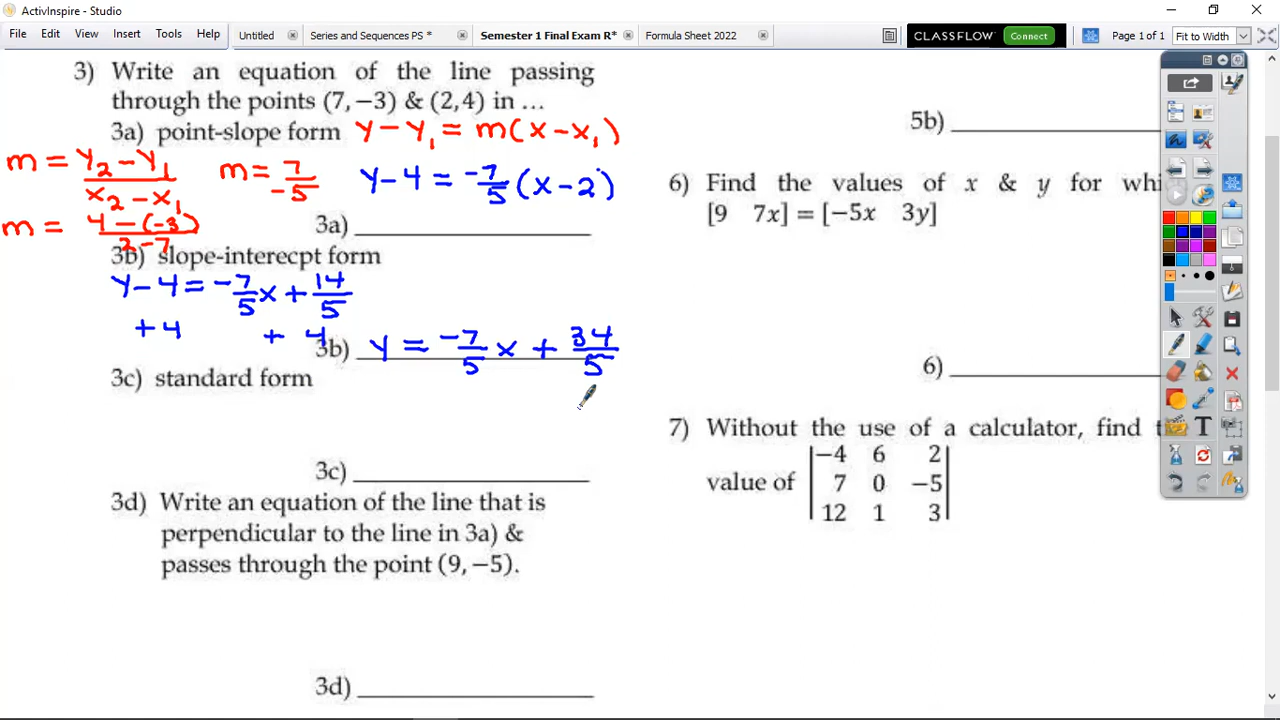 ActivInspire - Studio
File Edit View Insert Tools Help Untitled Series and Sequences PS * Semester 1 Final Exam R* Formula Sheet 2022 CLASSFLOW Connect Page 1 of 1 Fit to Width
3) Write an equation of the line passing
through the points (7, −3) & (2, 4) in …
3a) point-slope form y − y₁ = m(x − x₁)
m = y₂ − y₁ / x₂ − x₁ m = 7/−5 y − 4 = −7/5 (x − 2)
m = 4 − (−3) / 2 − 7
3a)
3b) slope-interecpt form
y − 4 = −7/5 x + 14/5
+ 4 + 4
3b) y = −7/5 x + 34/5
3c) standard form
3c)
3d) Write an equation of the line that is
perpendicular to the line in 3a) &
passes through the point (9, −5).
3d)
5b)
6) Find the values of x & y for
[9 7x] = [−5x 3y]
6)
7) Without the use of a calculator, find
value of |−4 6 2|
|7 0 −5|
|12 1 3|